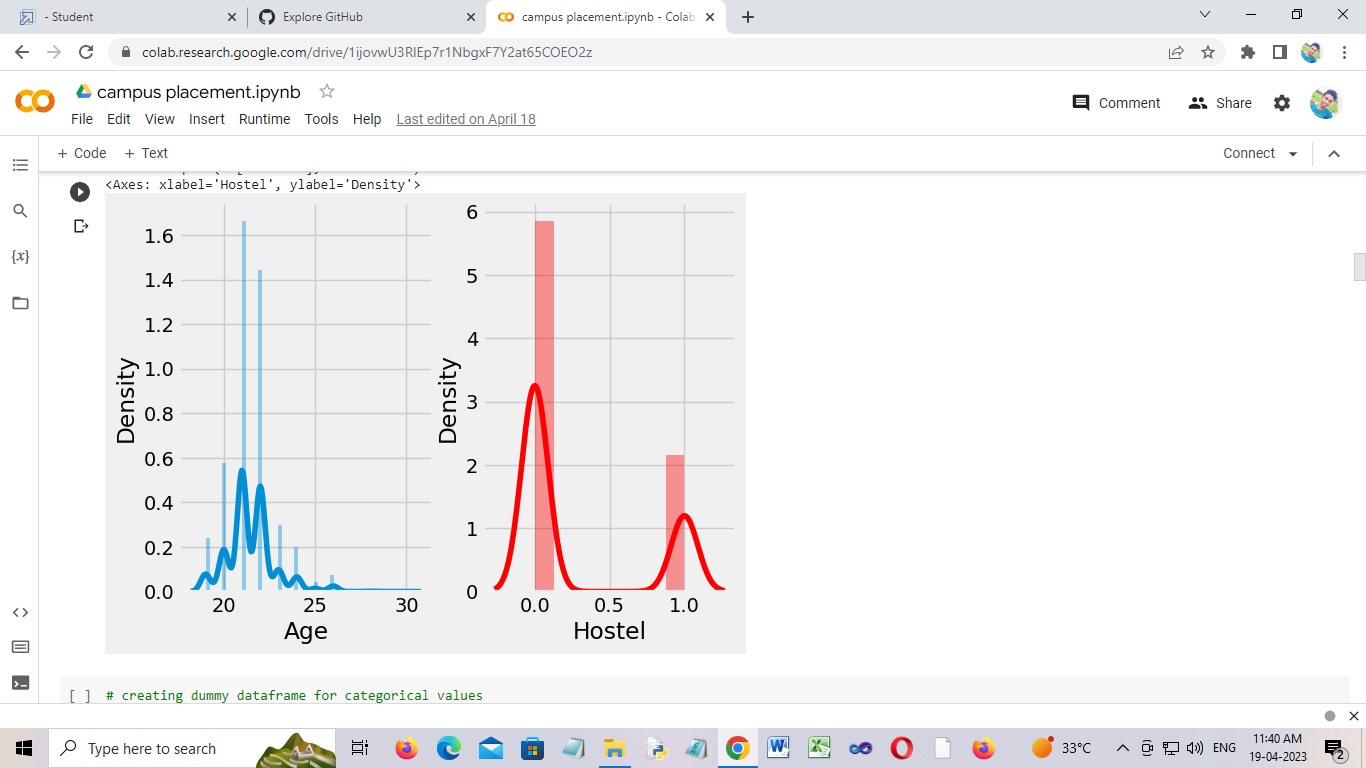 - Student
Explore GitHub
campus placement.ipynb - Colab
colab.research.google.com/drive/1ijovwU3RlEp7r1NbgxF7Y2at65COEO2z
campus placement.ipynb
Comment
Share
File Edit View Insert Runtime Tools Help Last edited on April 18
+ Code + Text
Connect
<Axes: xlabel='Hostel', ylabel='Density'>
{x}
Density
1.6
1.4
1.2
1.0
0.8
0.6
0.4
0.2
0.0
20 25 30
Age
Density
6
5
4
3
2
1
0
0.0 0.5 1.0
Hostel
[ ] # creating dummy dataframe for categorical values
Type here to search
33°C
ENG
11:40 AM
19-04-2023
2